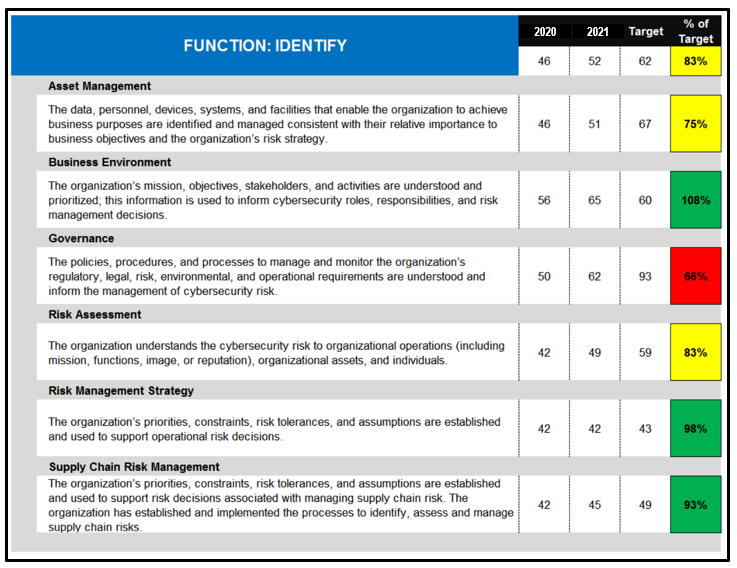 FUNCTION: IDENTIFY
2020 2021 Target % of Target
46 52 62 83%
Asset Management
The data, personnel, devices, systems, and facilities that enable the organization to achieve
business purposes are identified and managed consistent with their relative importance to
business objectives and the organization's risk strategy.
46 51 67 75%
Business Environment
The organization's mission, objectives, stakeholders, and activities are understood and
prioritized; this information is used to inform cybersecurity roles, responsibilities, and risk
management decisions.
56 65 60 108%
Governance
The policies, procedures, and processes to manage and monitor the organization's
regulatory, legal, risk, environmental, and operational requirements are understood and
inform the management of cybersecurity risk.
50 62 93 66%
Risk Assessment
The organization understands the cybersecurity risk to organizational operations (including
mission, functions, image, or reputation), organizational assets, and individuals.
42 49 59 83%
Risk Management Strategy
The organization's priorities, constraints, risk tolerances, and assumptions are established
and used to support operational risk decisions.
42 42 43 98%
Supply Chain Risk Management
The organization's priorities, constraints, risk tolerances, and assumptions are established
and used to support risk decisions associated with managing supply chain risk. The
organization has established and implemented the processes to identify, assess and manage
supply chain risks.
42 45 49 93%